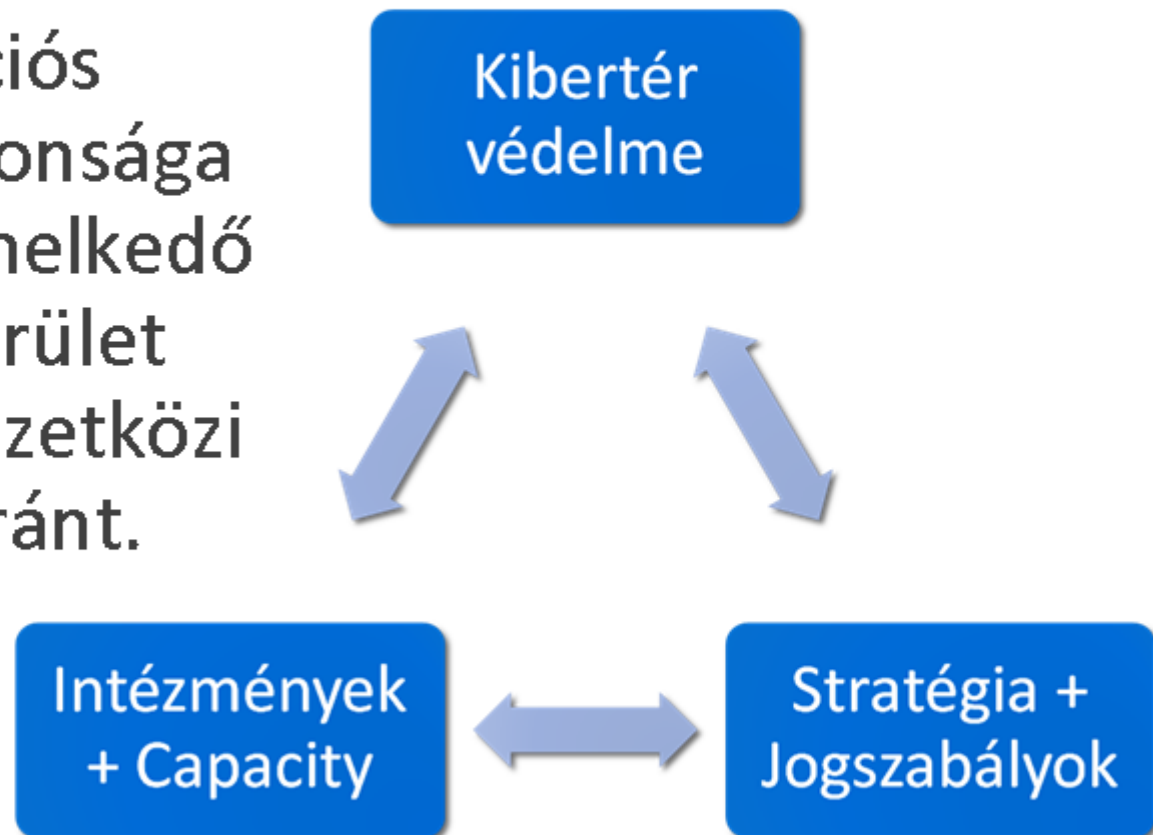 ciós
onsága
nelkedő
rület
zetközi
ránt.
Kibertér
védelme
Intézmények
+ Capacity
Stratégia +
Jogszabályok